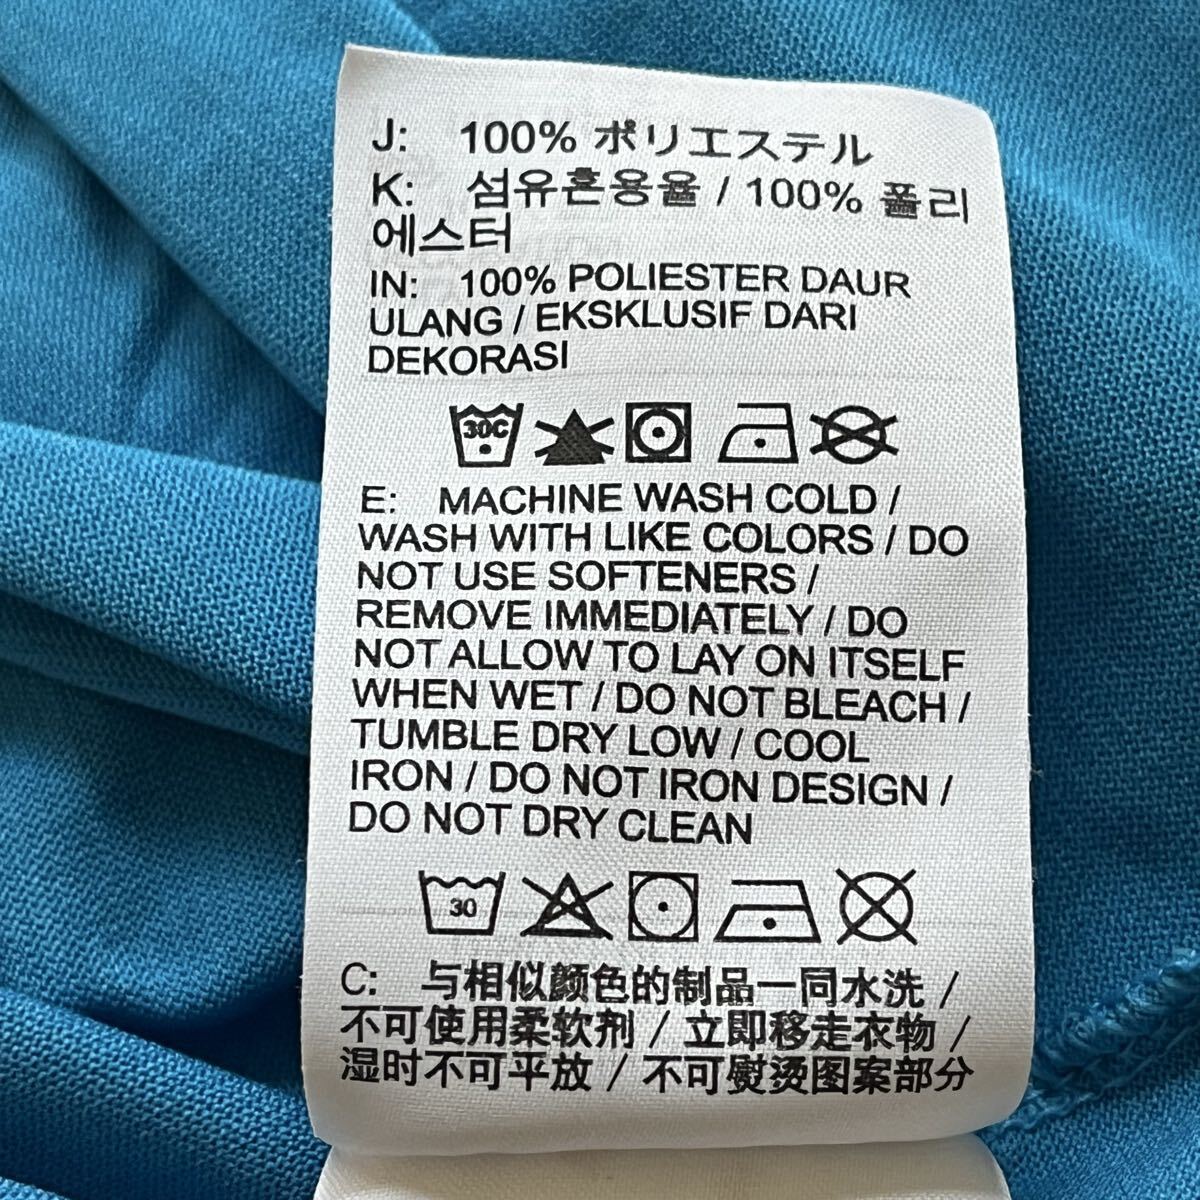 J: 100% ポリエステル
K: 섬유혼용율 / 100% 폴리
에스터
IN: 100% POLIESTER DAUR
ULANG / EKSKLUSIF DARI
DEKORASI
30C
E: MACHINE WASH COLD /
WASH WITH LIKE COLORS / DO
NOT USE SOFTENERS /
REMOVE IMMEDIATELY / DO
NOT ALLOW TO LAY ON ITSELF
WHEN WET / DO NOT BLEACH /
TUMBLE DRY LOW / COOL
IRON / DO NOT IRON DESIGN /
DO NOT DRY CLEAN
30
C: 与相似颜色的制品一同水洗 /
不可使用柔软剂 / 立即移走衣物 /
湿时不可平放 / 不可熨烫图案部分